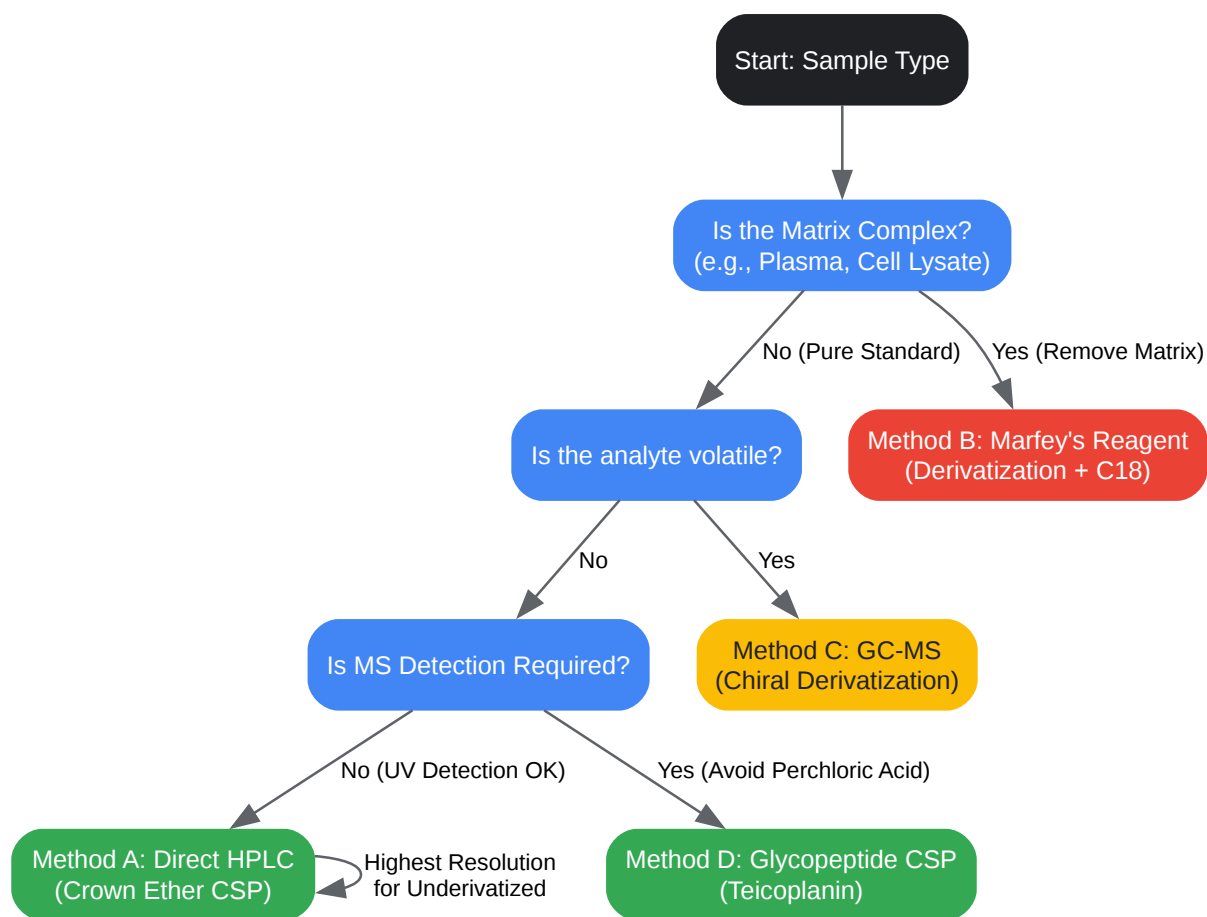 Start: Sample Type
Is the Matrix Complex?
(e.g., Plasma, Cell Lysate)
No (Pure Standard)
Yes (Remove Matrix)
Is the analyte volatile?
Method B: Marfey's Reagent
(Derivatization + C18)
No
Yes
Is MS Detection Required?
Method C: GC-MS
(Chiral Derivatization)
No (UV Detection OK)
Yes (Avoid Perchloric Acid)
Method A: Direct HPLC
(Crown Ether CSP)
Highest Resolution
for Underivatized
Method D: Glycopeptide CSP
(Teicoplanin)